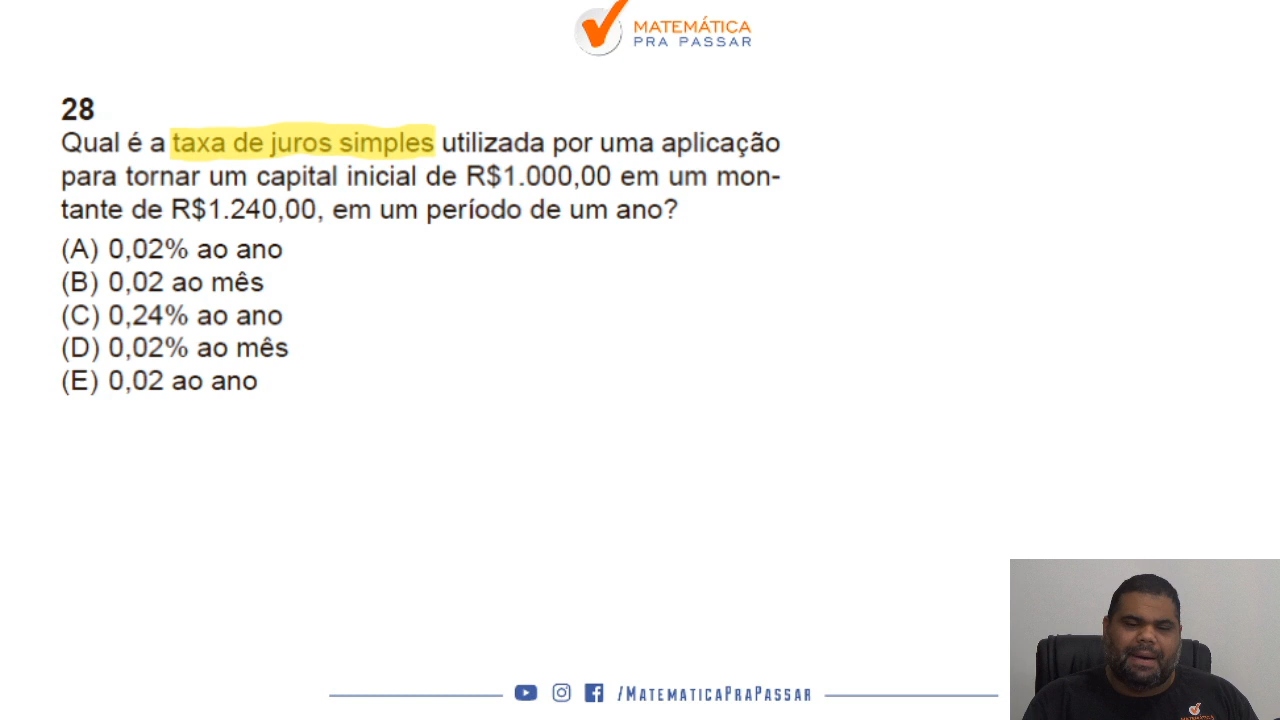 MATEMÁTICA
PRA PASSAR
28
Qual é a taxa de juros simples utilizada por uma aplicação
para tornar um capital inicial de R$1.000,00 em um mon-
tante de R$1.240,00, em um período de um ano?
(A) 0,02% ao ano
(B) 0,02 ao mês
(C) 0,24% ao ano
(D) 0,02% ao mês
(E) 0,02 ao ano
/MATEMATICAPRAPASSAR